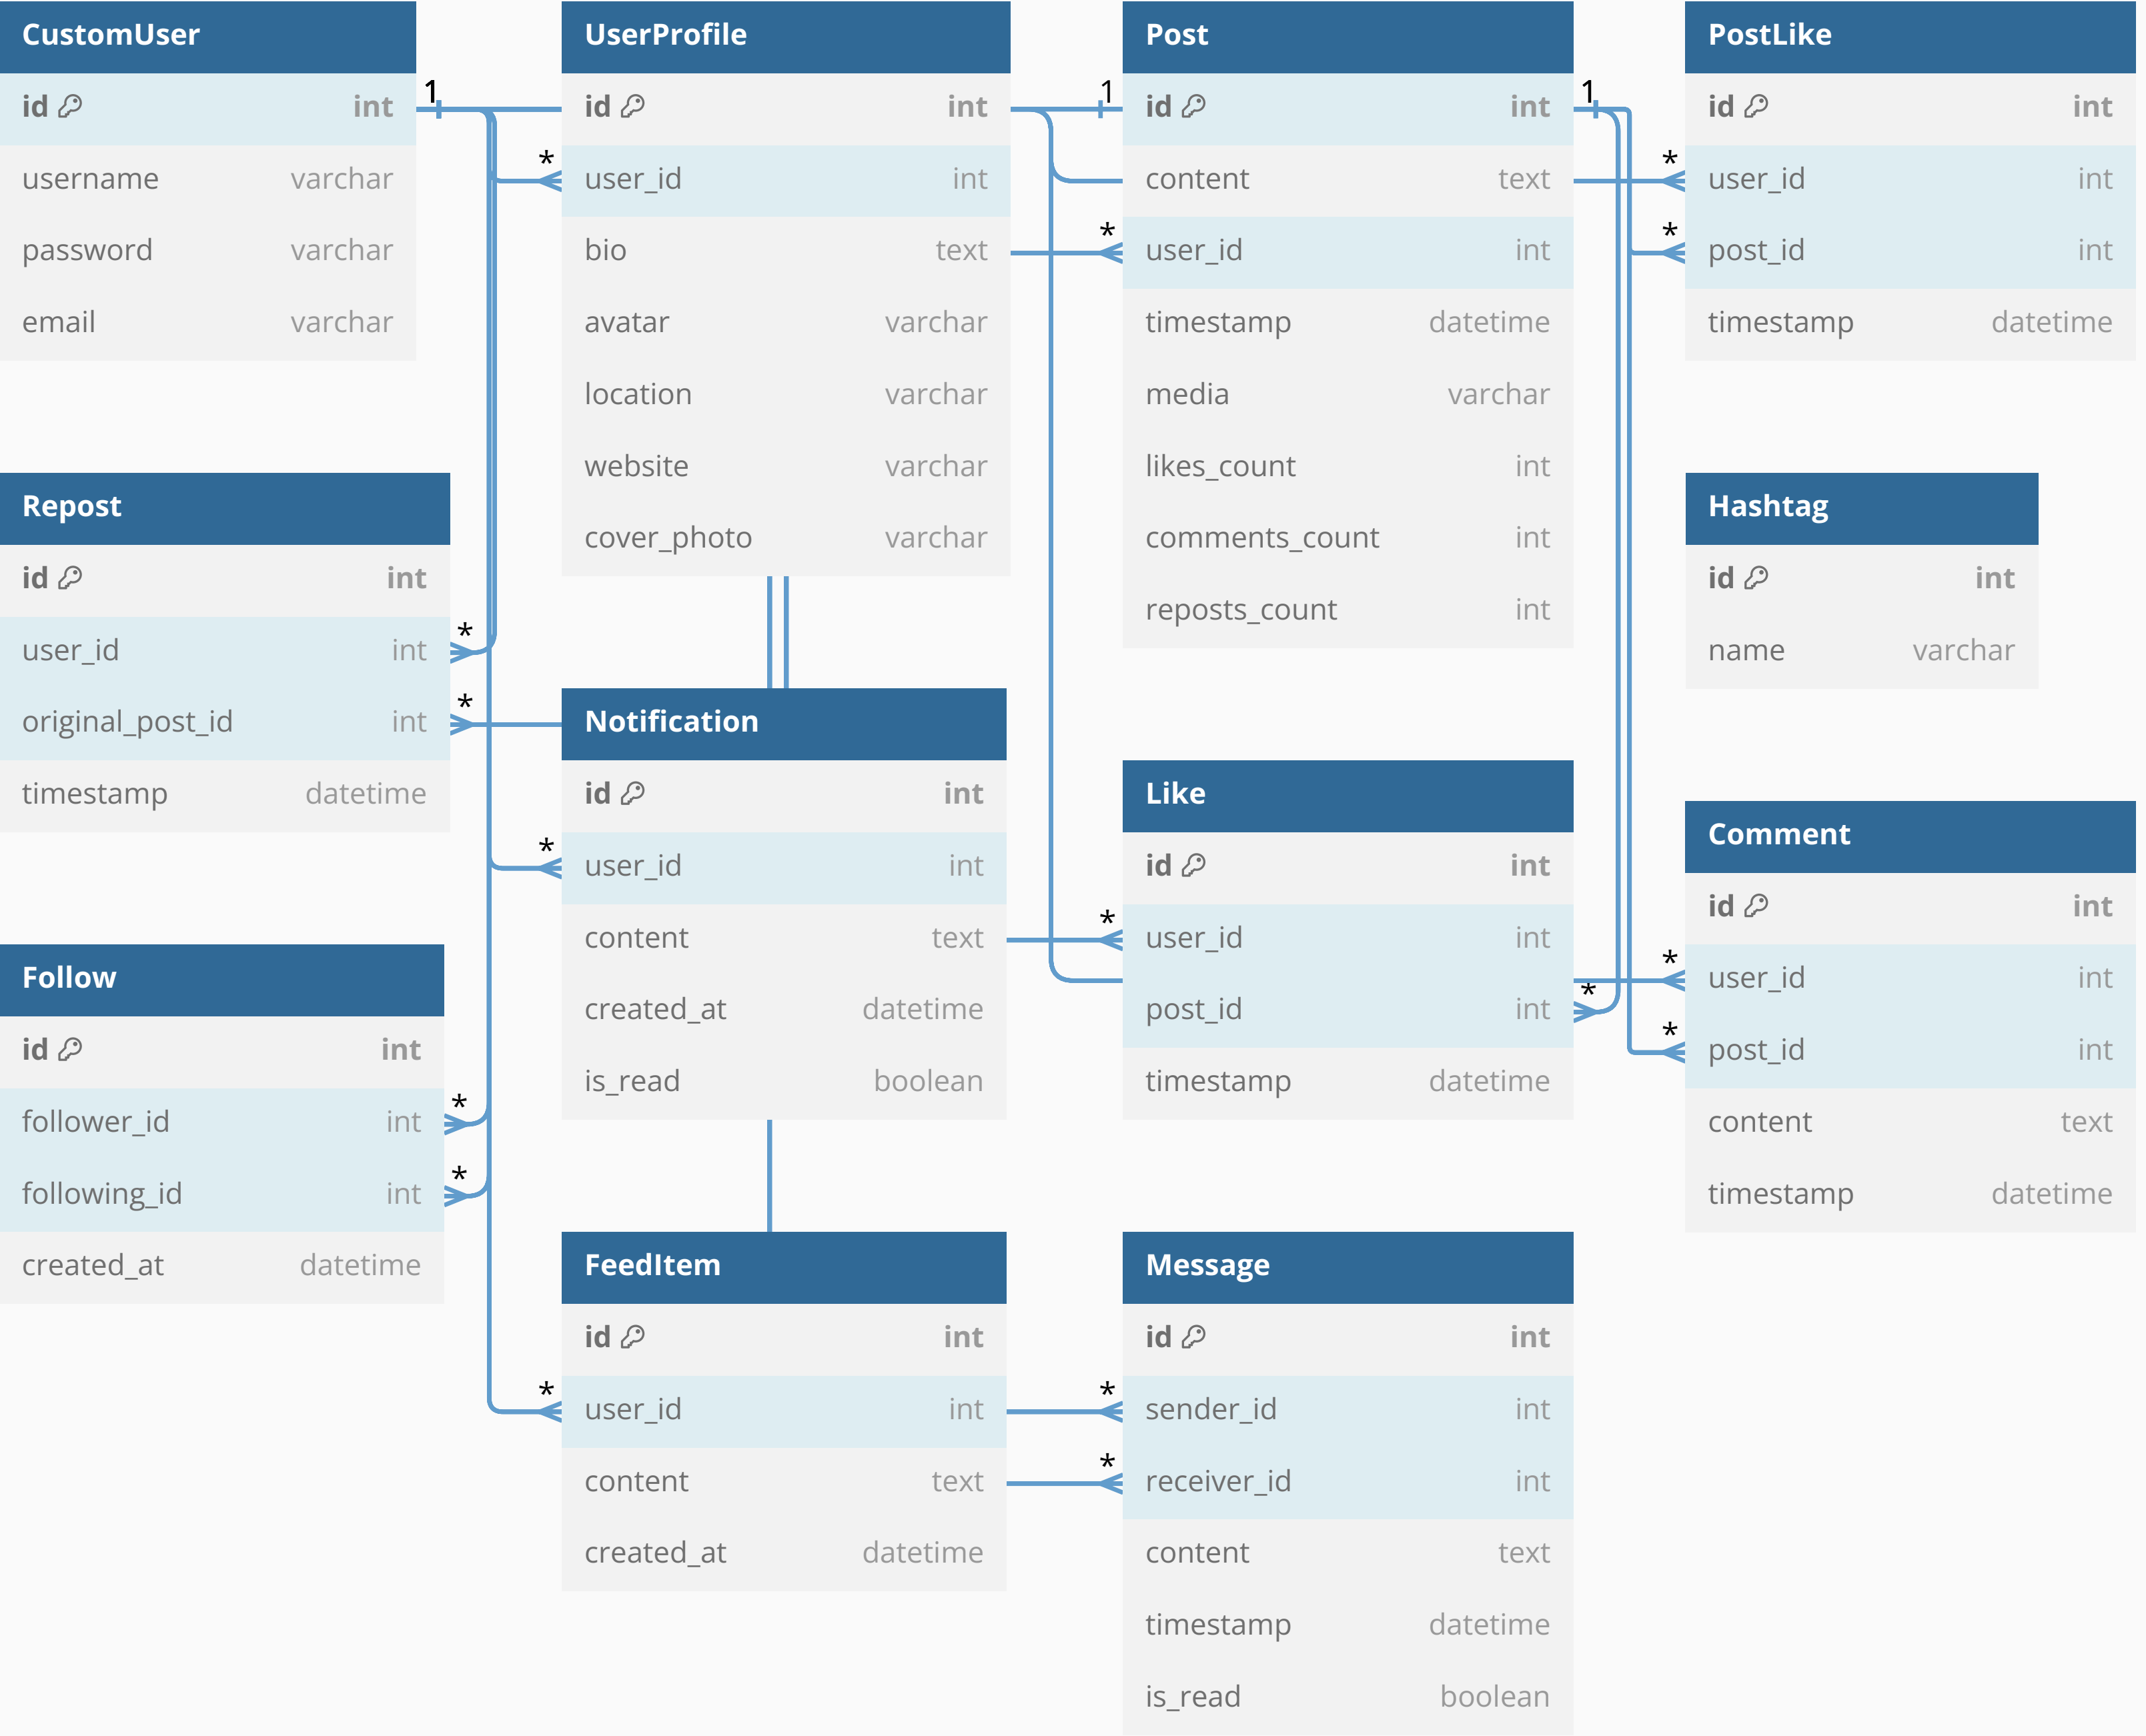 CustomUser
id int
username varchar
password varchar
email varchar
1
UserProfile
id int
* user_id int
bio text
avatar varchar
location varchar
website varchar
cover_photo varchar
1
Post
id int
content text
* user_id int
timestamp datetime
media varchar
likes_count int
comments_count int
reposts_count int
1
PostLike
id int
* user_id int
* post_id int
timestamp datetime
Repost
id int
user_id int *
original_post_id int *
timestamp datetime
Notification
id int
* user_id int
content text
created_at datetime
is_read boolean
Like
id int
* user_id int
post_id int *
timestamp datetime
Hashtag
id int
name varchar
Comment
id int
* user_id int
* post_id int
content text
timestamp datetime
Follow
id int
follower_id int *
following_id int *
created_at datetime
FeedItem
id int
* user_id int
content text
created_at datetime
Message
id int
* sender_id int
* receiver_id int
content text
timestamp datetime
is_read boolean